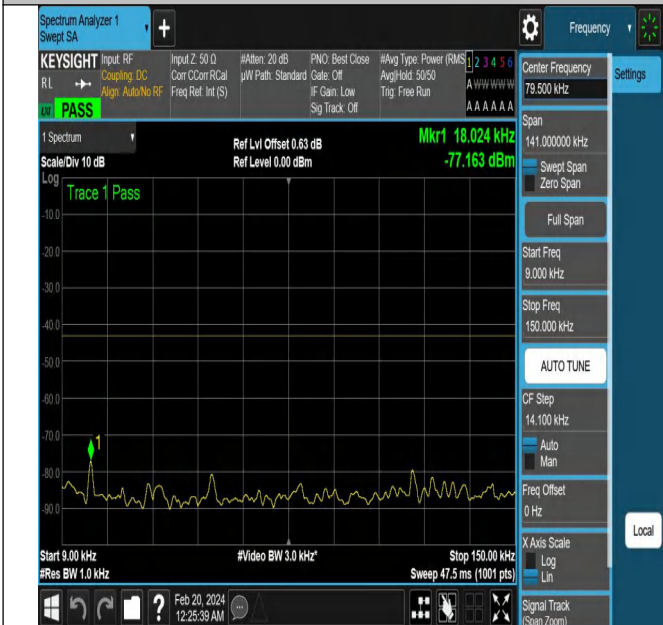 Spectrum Analyzer 1
Swept SA
Frequency
KEYSIGHT
RL
PASS
Input: RF
Coupling: DC
Align: Auto/No RF
Input Z: 50 Ω
Corr CCorr RCal
Freq Ref: Int (S)
#Atten: 20 dB
µW Path: Standard
PNO: Best Close
Gate: Off
IF Gain: Low
Sig Track: Off
#Avg Type: Power (RMS
Avg|Hold: 50/50
Trig: Free Run
1 2 3 4 5 6
A W W W W W
A A A A A A
1 Spectrum
Scale/Div 10 dB
Ref Lvl Offset 0.63 dB
Ref Level 0.00 dBm
Mkr1 18.024 kHz
-77.163 dBm
Log
Trace 1 Pass
-10.0
-20.0
-30.0
-40.0
-50.0
-60.0
-70.0
-80.0
-90.0
1
Start 9.00 kHz
#Res BW 1.0 kHz
#Video BW 3.0 kHz*
Stop 150.00 kHz
Sweep 47.5 ms (1001 pts)
Feb 20, 2024
12:25:39 AM
Center Frequency
79.500 kHz
Span
141.000000 kHz
Swept Span
Zero Span
Full Span
Start Freq
9.000 kHz
Stop Freq
150.000 kHz
AUTO TUNE
CF Step
14.100 kHz
Auto
Man
Freq Offset
0 Hz
X Axis Scale
Log
Lin
Signal Track
(Span Zoom)
Settings
Local